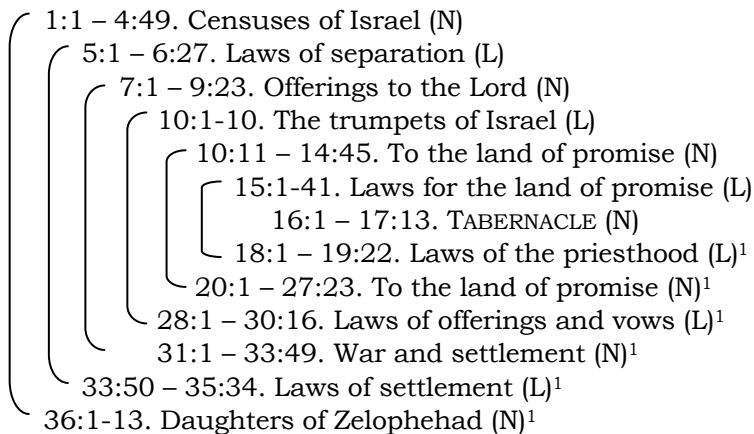 1:1 – 4:49. Censuses of Israel (N)
5:1 – 6:27. Laws of separation (L)
7:1 – 9:23. Offerings to the Lord (N)
10:1-10. The trumpets of Israel (L)
10:11 – 14:45. To the land of promise (N)
15:1-41. Laws for the land of promise (L)
16:1 – 17:13. TABERNACLE (N)
18:1 – 19:22. Laws of the priesthood (L)¹
20:1 – 27:23. To the land of promise (N)¹
28:1 – 30:16. Laws of offerings and vows (L)¹
31:1 – 33:49. War and settlement (N)¹
33:50 – 35:34. Laws of settlement (L)¹
36:1-13. Daughters of Zelophehad (N)¹